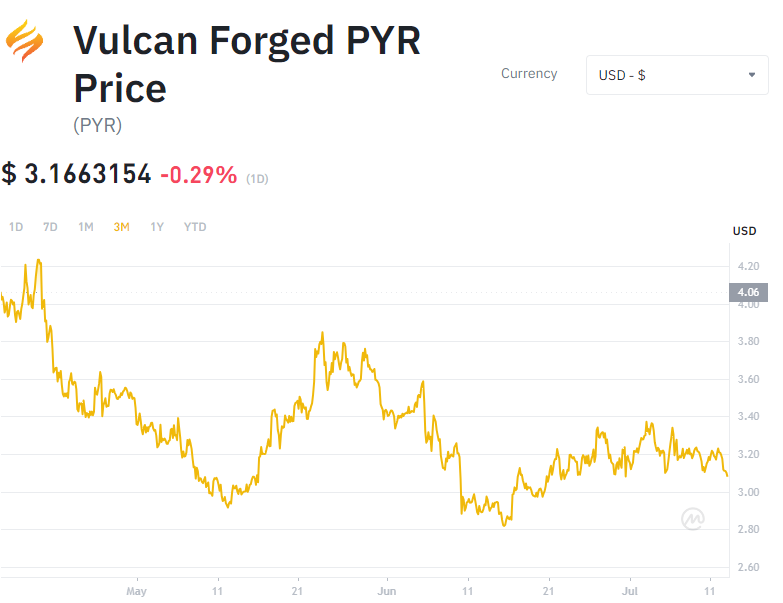 Vulcan Forged PYR
Price
(PYR)
Currency
USD - $
$ 3.1663154 -0.29% (1D)
1D 7D 1M 3M 1Y YTD
USD
4.20
4.06
4.00
3.80
3.60
3.40
3.20
3.00
2.80
2.60
May 11 21 Jun 11 21 Jul 11